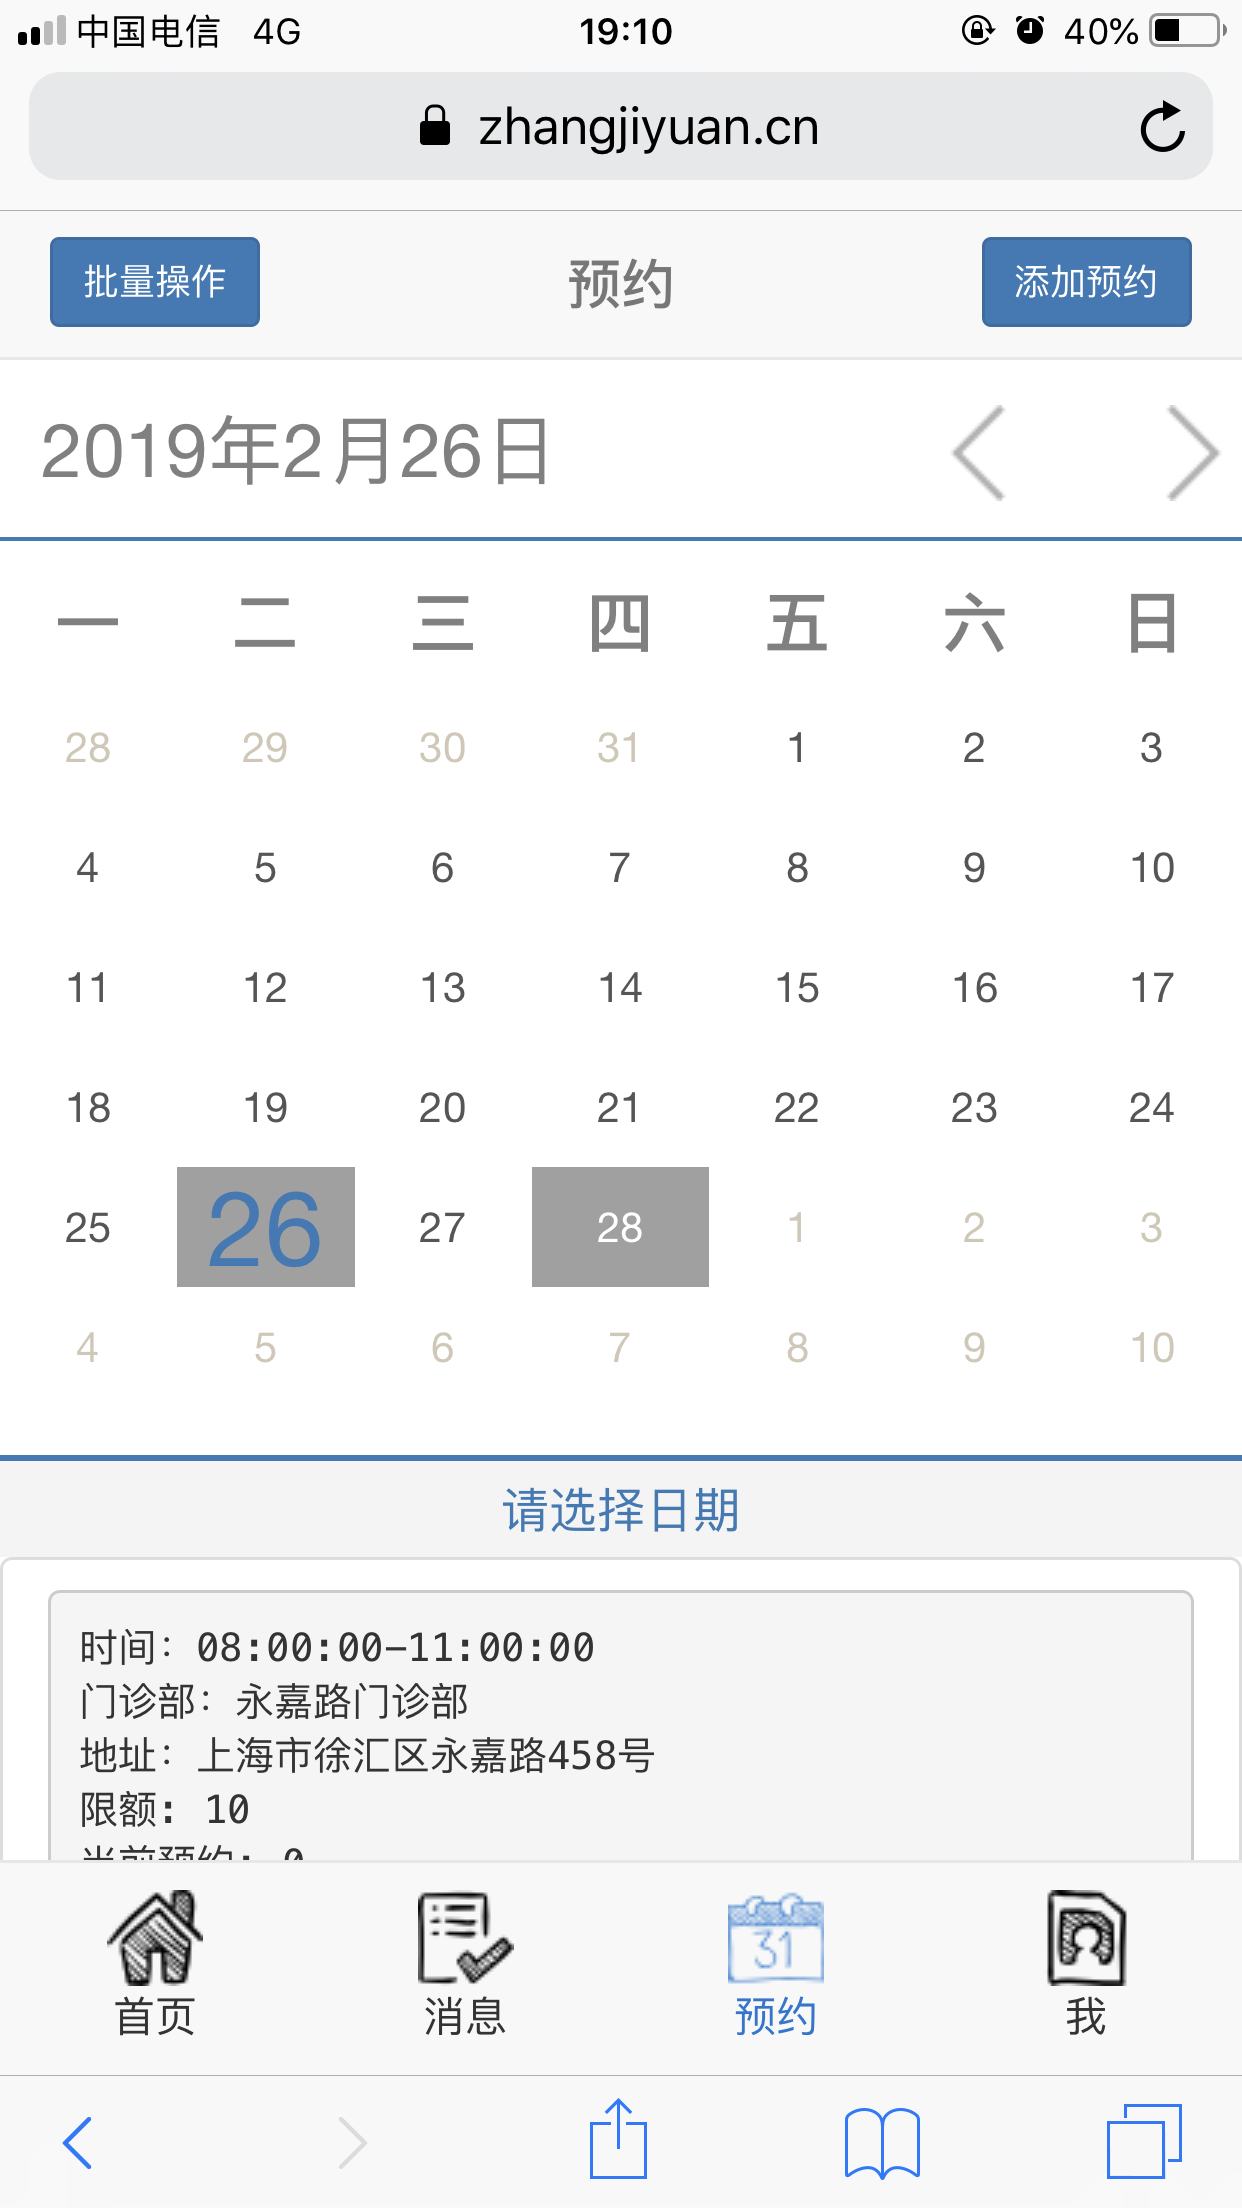 中国电信 4G 19:10 40%
zhangjiyuan.cn
批量操作 预约 添加预约
2019年2月26日
一 二 三 四 五 六 日
28 29 30 31 1 2 3
4 5 6 7 8 9 10
11 12 13 14 15 16 17
18 19 20 21 22 23 24
25 26 27 28 1 2 3
4 5 6 7 8 9 10
请选择日期
时间：08:00:00-11:00:00
门诊部：永嘉路门诊部
地址：上海市徐汇区永嘉路458号
限额: 10
当前预约: 0
31
首页 消息 预约 我